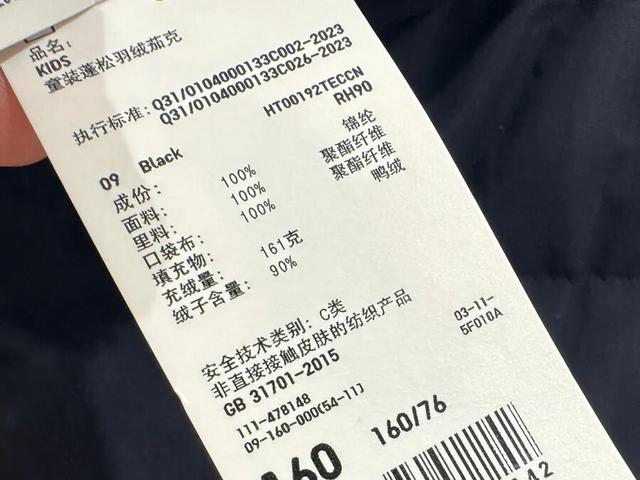 品名:
KIDS
童装蓬松羽绒茄克
执行标准: Q31/0104000133C002-2023
Q31/0104000133C026-2023
HT00192TECCN
RH90
09 Black
成份:
面料: 100% 锦纶
里料: 100% 聚酯纤维
口袋布: 100% 聚酯纤维
填充物: 鸭绒
充绒量: 161克
绒子含量: 90%
安全技术类别: C类
非直接接触皮肤的纺织产品
GB 31701-2015
03-11-
5F010A
111-478148
09-160-000(54-11)
160 160/76